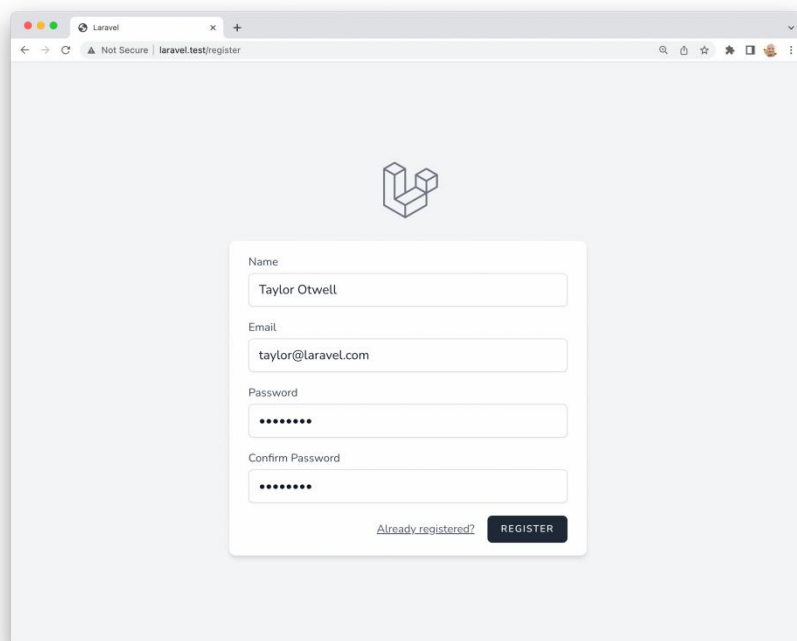 Laravel
Not Secure | laravel.test/register
Name
Taylor Otwell
Email
taylor@laravel.com
Password
••••••••
Confirm Password
••••••••
Already registered? REGISTER